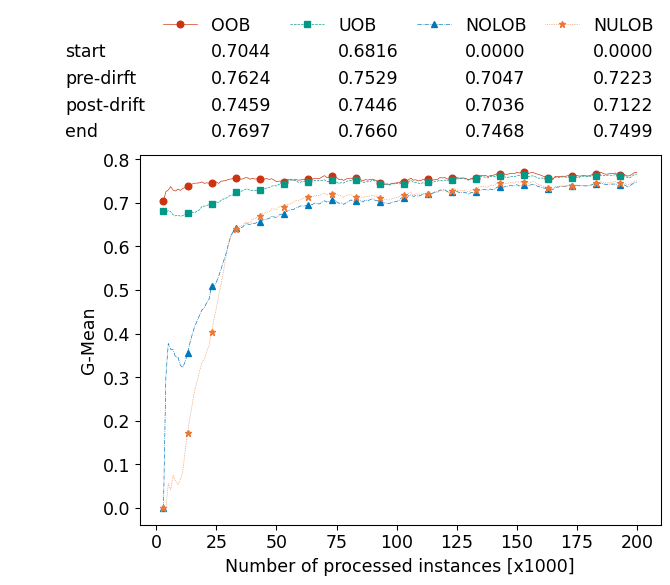 OOB UOB NOLOB NULOB
start 0.7044 0.6816 0.0000 0.0000
pre-dirft 0.7624 0.7529 0.7047 0.7223
post-drift 0.7459 0.7446 0.7036 0.7122
end 0.7697 0.7660 0.7468 0.7499
0.8
0.7
0.6
0.5
0.4
0.3
0.2
0.1
0.0
G-Mean
0 25 50 75 100 125 150 175 200
Number of processed instances [x1000]